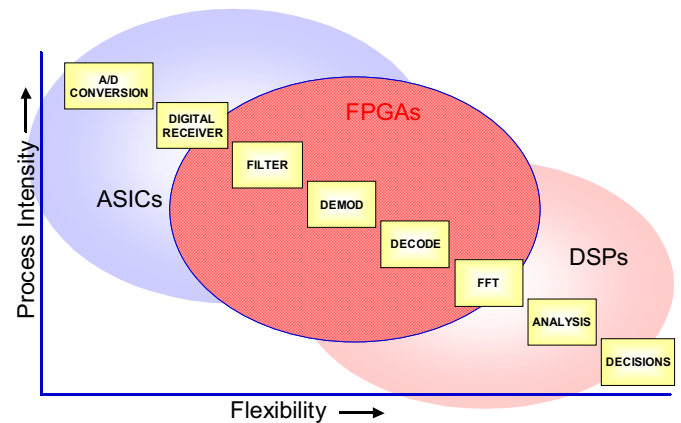 A/D
CONVERSION
FPGAs
DIGITAL
RECEIVER
FILTER
ASICs
DEMOD
DECODE
DSPs
FFT
ANALYSIS
DECISIONS
Process Intensity
Flexibility